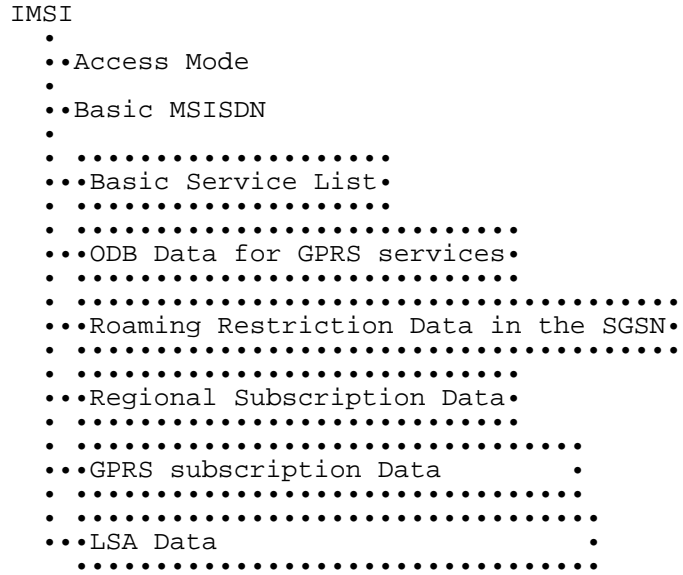 IMSI
•
••Access Mode
•
••Basic MSISDN
•
• ••••••••••••••••••••
•••Basic Service List•
• ••••••••••••••••••••
• ••••••••••••••••••••••••••••
•••ODB Data for GPRS services•
• ••••••••••••••••••••••••••••
• ••••••••••••••••••••••••••••••••••••••
•••Roaming Restriction Data in the SGSN•
• ••••••••••••••••••••••••••••••••••••••
• ••••••••••••••••••••••••••••
•••Regional Subscription Data•
• ••••••••••••••••••••••••••••
• ••••••••••••••••••••••••••••••••
•••GPRS subscription Data •
• ••••••••••••••••••••••••••••••••
• •••••••••••••••••••••••••••••••••
•••LSA Data •
•••••••••••••••••••••••••••••••••